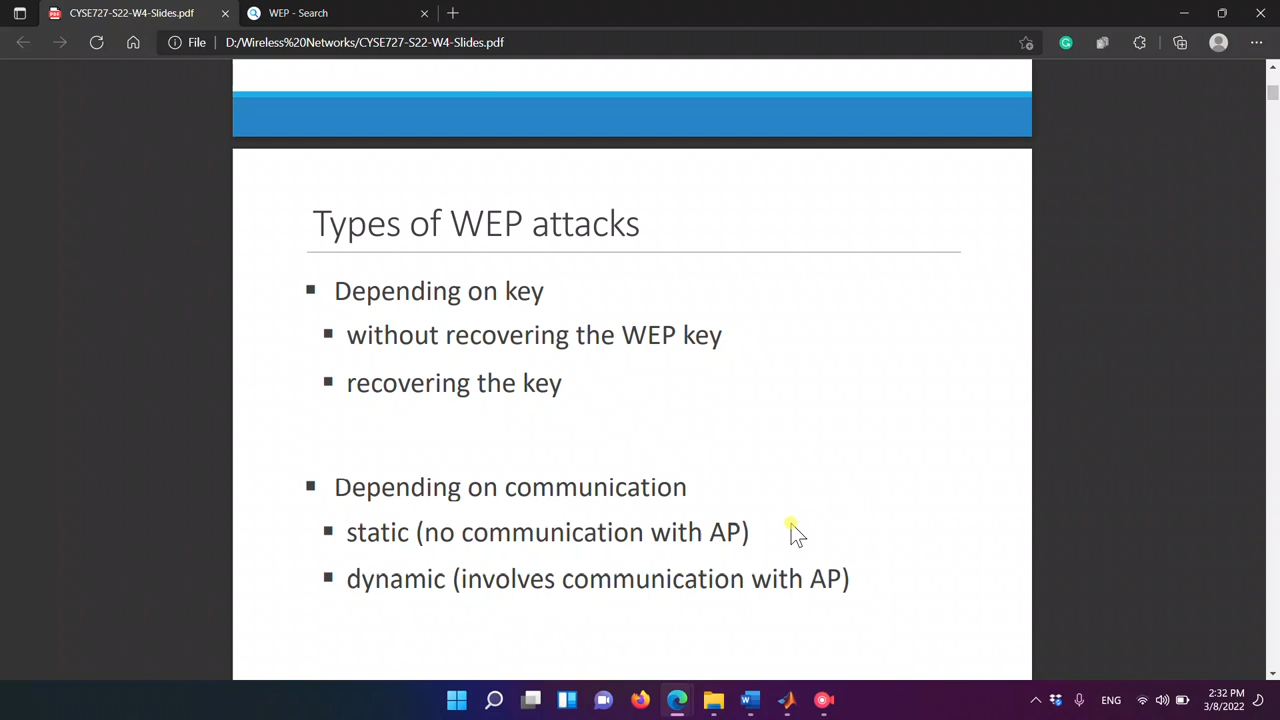 CYSE727-S22-W4-Slides.pdf
WEP - Search
File
D:/Wireless%20Networks/CYSE727-S22-W4-Slides.pdf
Types of WEP attacks
Depending on key
without recovering the WEP key
recovering the key
Depending on communication
static (no communication with AP)
dynamic (involves communication with AP)
ENG
2:32 PM
3/8/2022